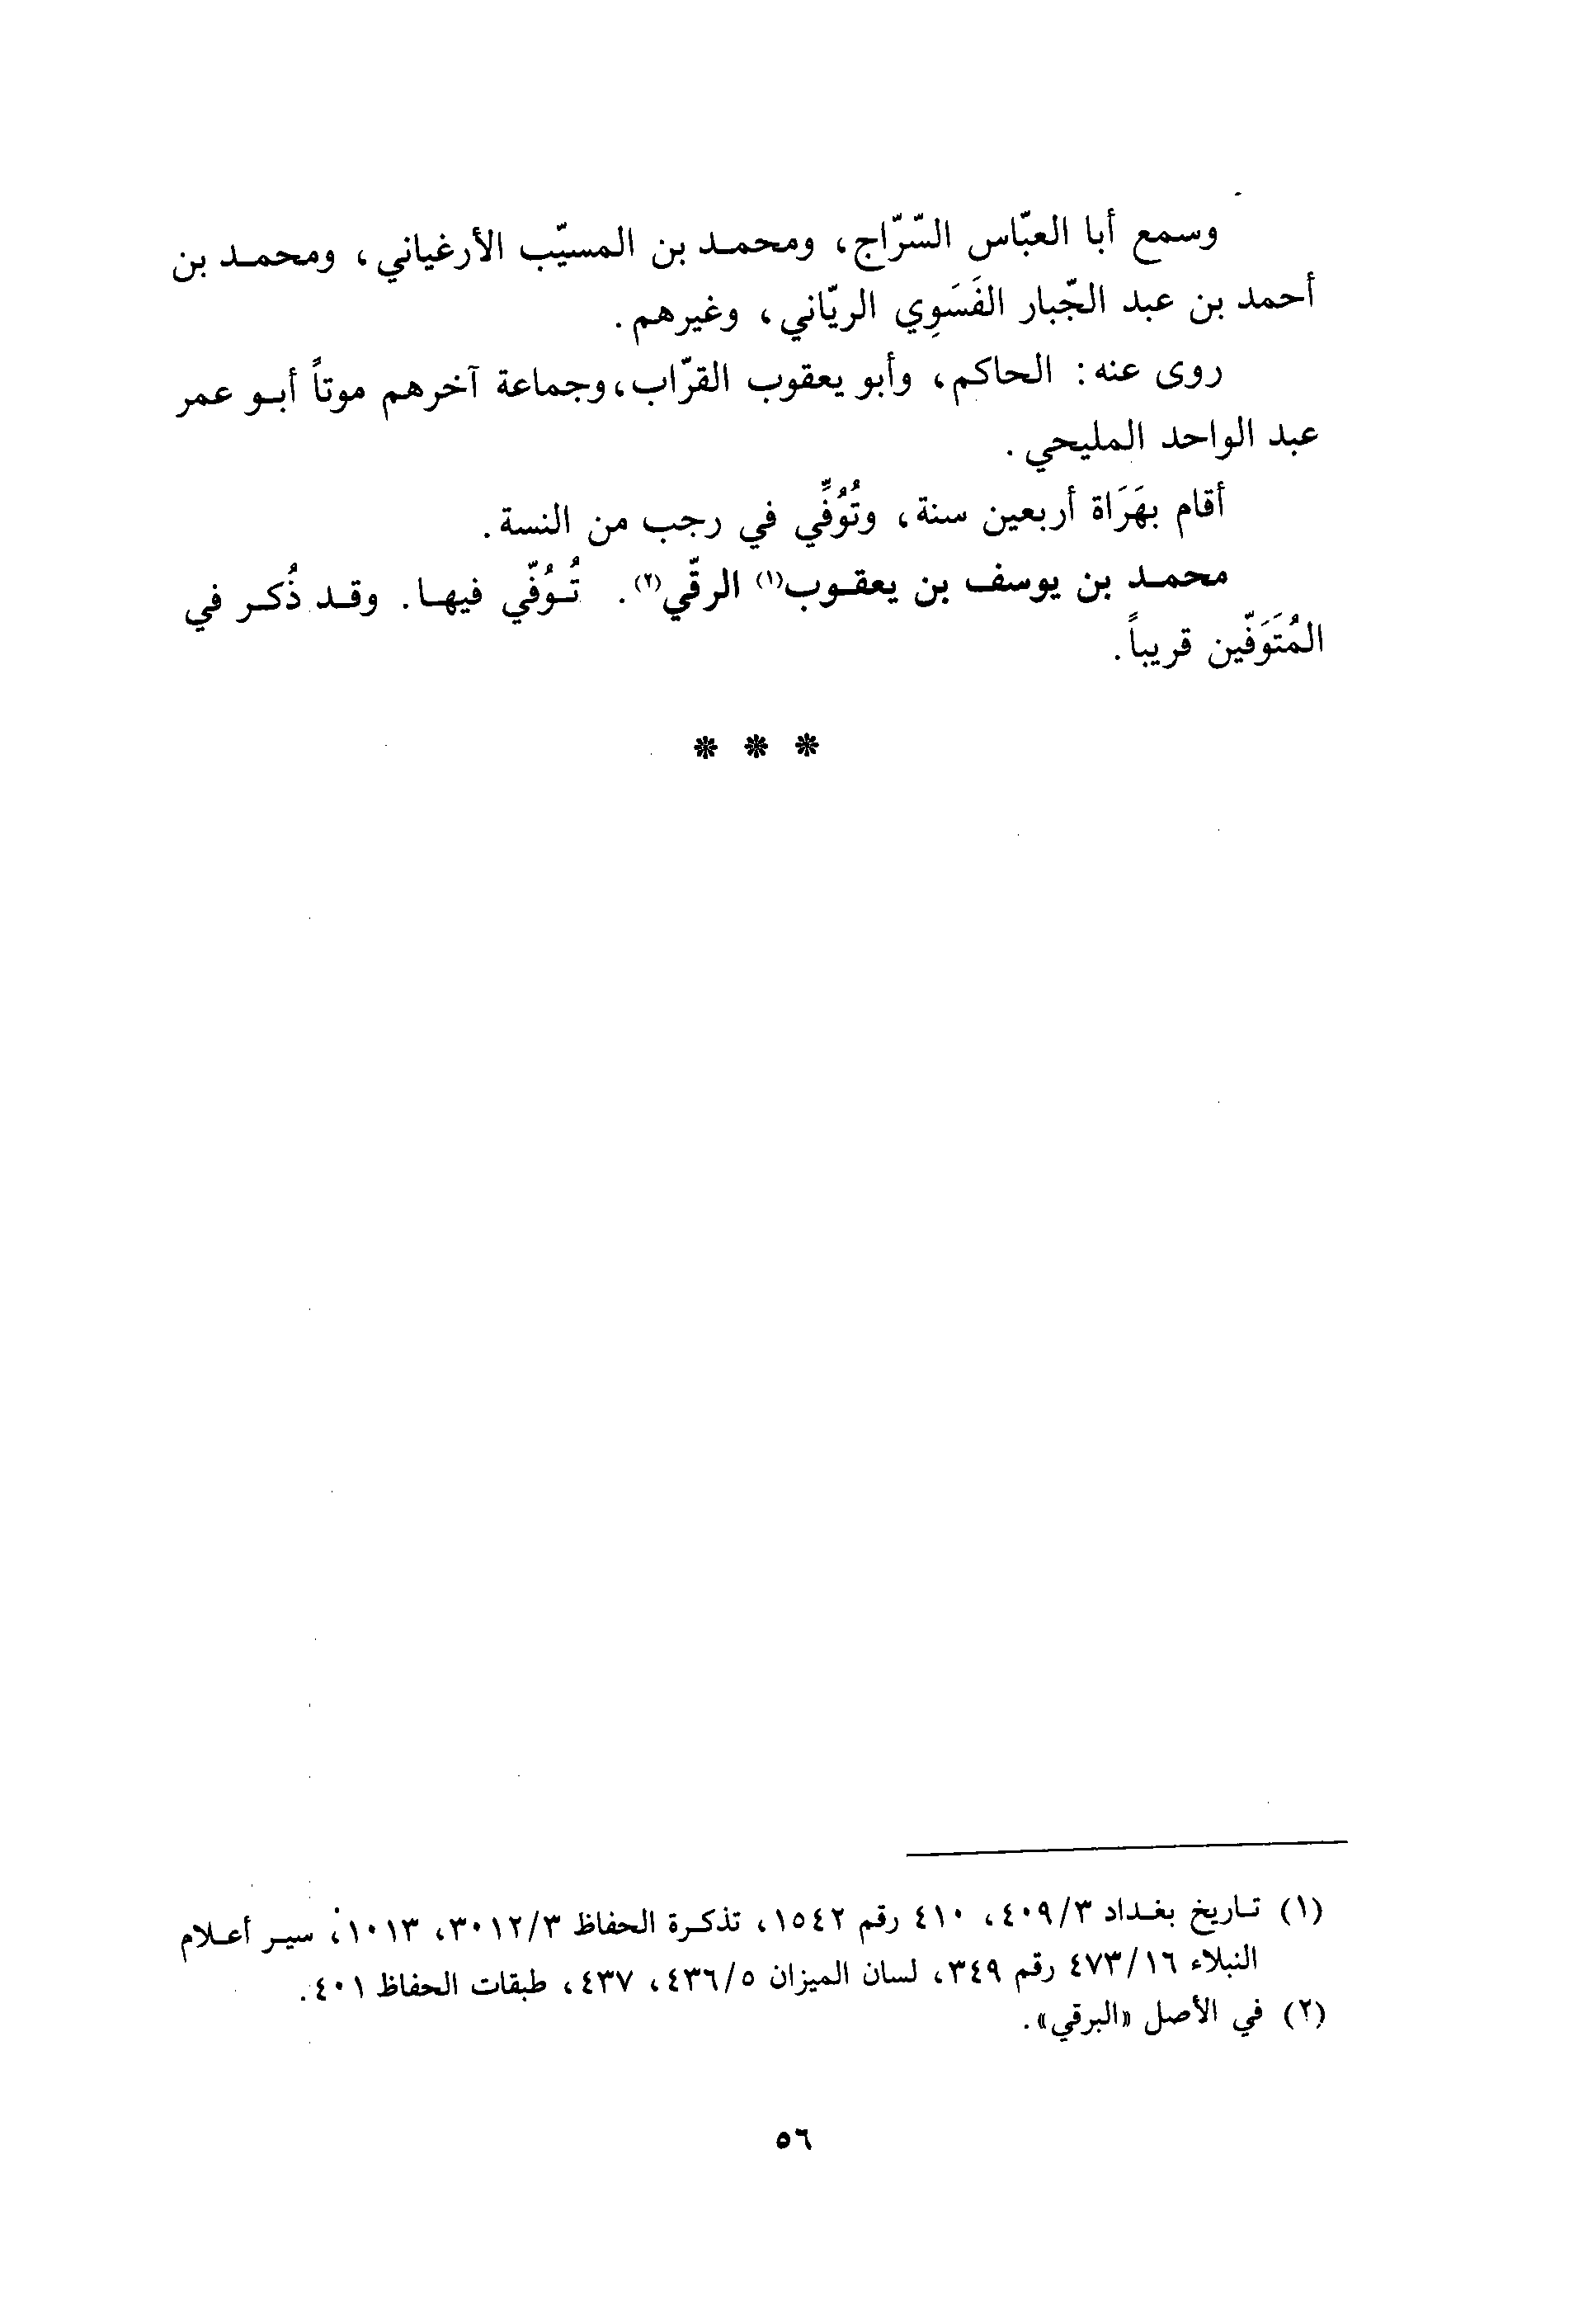 وسمع أبا العبّاس السّرّاج، ومحمد بن المسيّب الأرغياني، ومحمد بن
أحمد بن عبد الجّبار الفَسَوِي الريّاني، وغيرهم.
روى عنه: الحاكم، وأبو يعقوب القرّاب، وجماعة آخرهم موتاً أبو عمر
عبد الواحد المليحي.
أقام بهَرَاة أربعين سنة، وتُوُفِّي في رجب من النسة.
محمد بن يوسف بن يعقوب(١) الرقّي(٢). تُوُفّي فيها. وقد ذُكر في
المُتَوَفّين قريباً.
* * *
(١) تاريخ بغداد ٤٠٩/٣، ٤١٠ رقم ١٥٤٢، تذكرة الحفاظ ٣٠١٢/٣، ١٠١٣، سير أعلام
النبلاء ٤٧٣/١٦ رقم ٣٤٩، لسان الميزان ٤٣٦/٥، ٤٣٧، طبقات الحفاظ ٤٠١.
(٢) في الأصل «البرقي».
٥٦